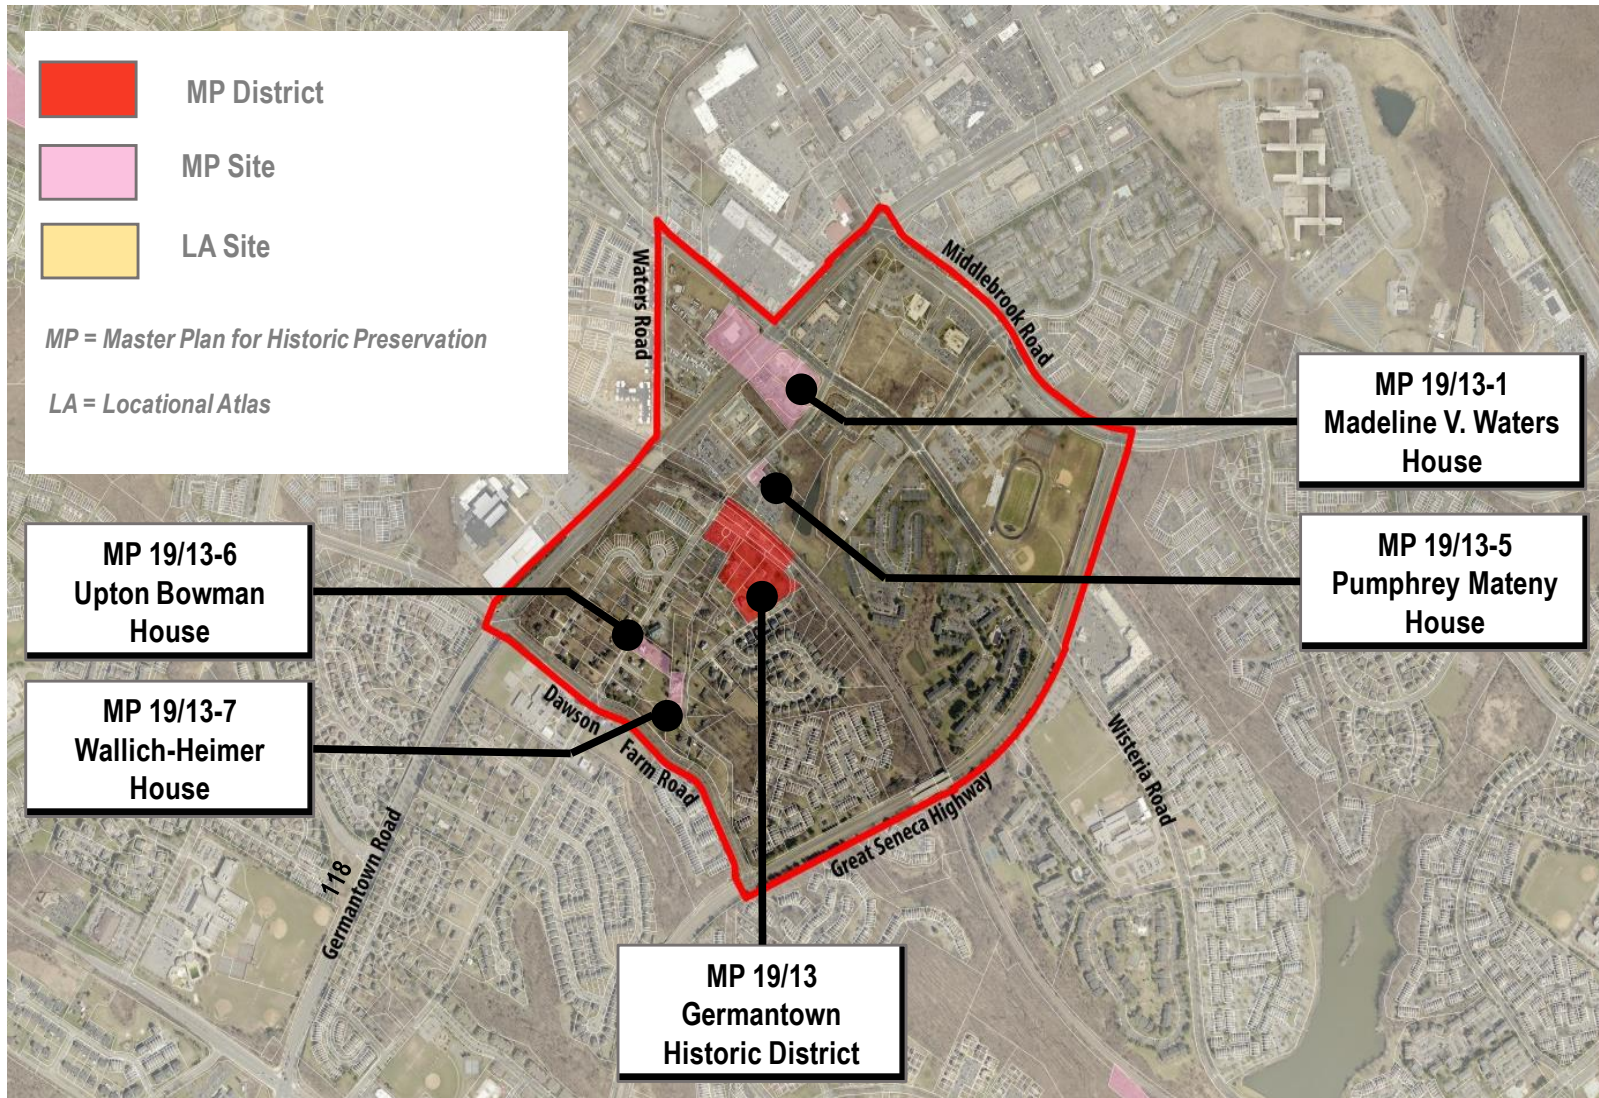 MP District
MP Site
LA Site
MP = Master Plan for Historic Preservation
LA = Locational Atlas
Waters Road
Middlebrook Road
MP 19/13-1
Madeline V. Waters
House
MP 19/13-5
Pumphrey Mateny
House
MP 19/13-6
Upton Bowman
House
MP 19/13-7
Wallich-Heimer
House
Dawson Farm Road
Great Seneca Highway
Wisteria Road
118
Germantown Road
MP 19/13
Germantown
Historic District